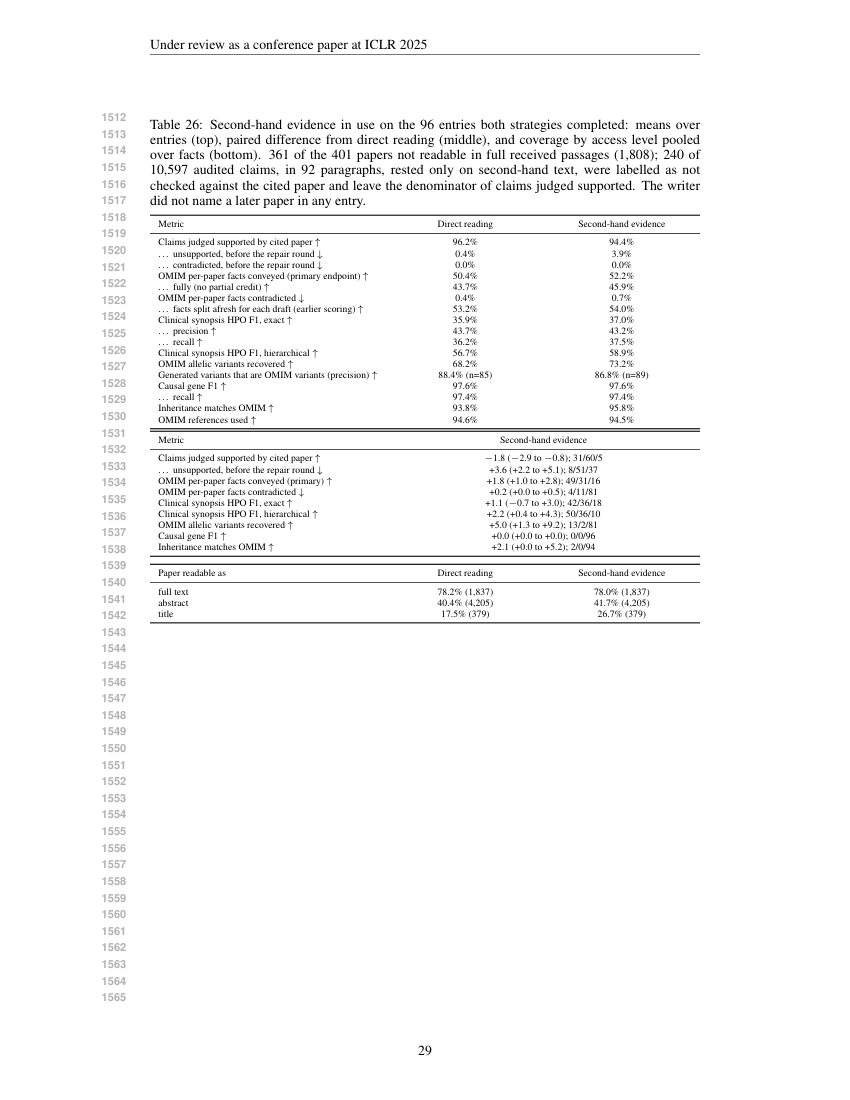 Under review as a conference paper at ICLR 2025
1512
1513
1514
1515
1516
1517
1518
1519
1520
1521
1522
1523
1524
1525
1526
1527
1528
1529
1530
1531
1532
1533
1534
1535
1536
1537
1538
1539
1540
1541
1542
1543
1544
1545
1546
1547
1548
1549
1550
1551
1552
1553
1554
1555
1556
1557
1558
1559
1560
1561
1562
1563
1564
1565
Table 26: Second-hand evidence in use on the 96 entries both strategies completed: means over
entries (top), paired difference from direct reading (middle), and coverage by access level pooled
over facts (bottom). 361 of the 401 papers not readable in full received passages (1,808); 240 of
10,597 audited claims, in 92 paragraphs, rested only on second-hand text, were labelled as not
checked against the cited paper and leave the denominator of claims judged supported. The writer
did not name a later paper in any entry.
Metric Direct reading Second-hand evidence
Claims judged supported by cited paper ↑ 96.2% 94.4%
... unsupported, before the repair round ↓ 0.4% 3.9%
... contradicted, before the repair round ↓ 0.0% 0.0%
OMIM per-paper facts conveyed (primary endpoint) ↑ 50.4% 52.2%
... fully (no partial credit) ↑ 43.7% 45.9%
OMIM per-paper facts contradicted ↓ 0.4% 0.7%
... facts split afresh for each draft (earlier scoring) ↑ 53.2% 54.0%
Clinical synopsis HPO F1, exact ↑ 35.9% 37.0%
... precision ↑ 43.7% 43.2%
... recall ↑ 36.2% 37.5%
Clinical synopsis HPO F1, hierarchical ↑ 56.7% 58.9%
OMIM allelic variants recovered ↑ 68.2% 73.2%
Generated variants that are OMIM variants (precision) ↑ 88.4% (n=85) 86.8% (n=89)
Causal gene F1 ↑ 97.6% 97.6%
... recall ↑ 97.4% 97.4%
Inheritance matches OMIM ↑ 93.8% 95.8%
OMIM references used ↑ 94.6% 94.5%
Metric Second-hand evidence
Claims judged supported by cited paper ↑ −1.8 (−2.9 to −0.8); 31/60/5
... unsupported, before the repair round ↓ +3.6 (+2.2 to +5.1); 8/51/37
OMIM per-paper facts conveyed (primary) ↑ +1.8 (+1.0 to +2.8); 49/31/16
OMIM per-paper facts contradicted ↓ +0.2 (+0.0 to +0.5); 4/11/81
Clinical synopsis HPO F1, exact ↑ +1.1 (−0.7 to +3.0); 42/36/18
Clinical synopsis HPO F1, hierarchical ↑ +2.2 (+0.4 to +4.3); 50/36/10
OMIM allelic variants recovered ↑ +5.0 (+1.3 to +9.2); 13/2/81
Causal gene F1 ↑ +0.0 (+0.0 to +0.0); 0/0/96
Inheritance matches OMIM ↑ +2.1 (+0.0 to +5.2); 2/0/94
Paper readable as Direct reading Second-hand evidence
full text 78.2% (1,837) 78.0% (1,837)
abstract 40.4% (4,205) 41.7% (4,205)
title 17.5% (379) 26.7% (379)
29